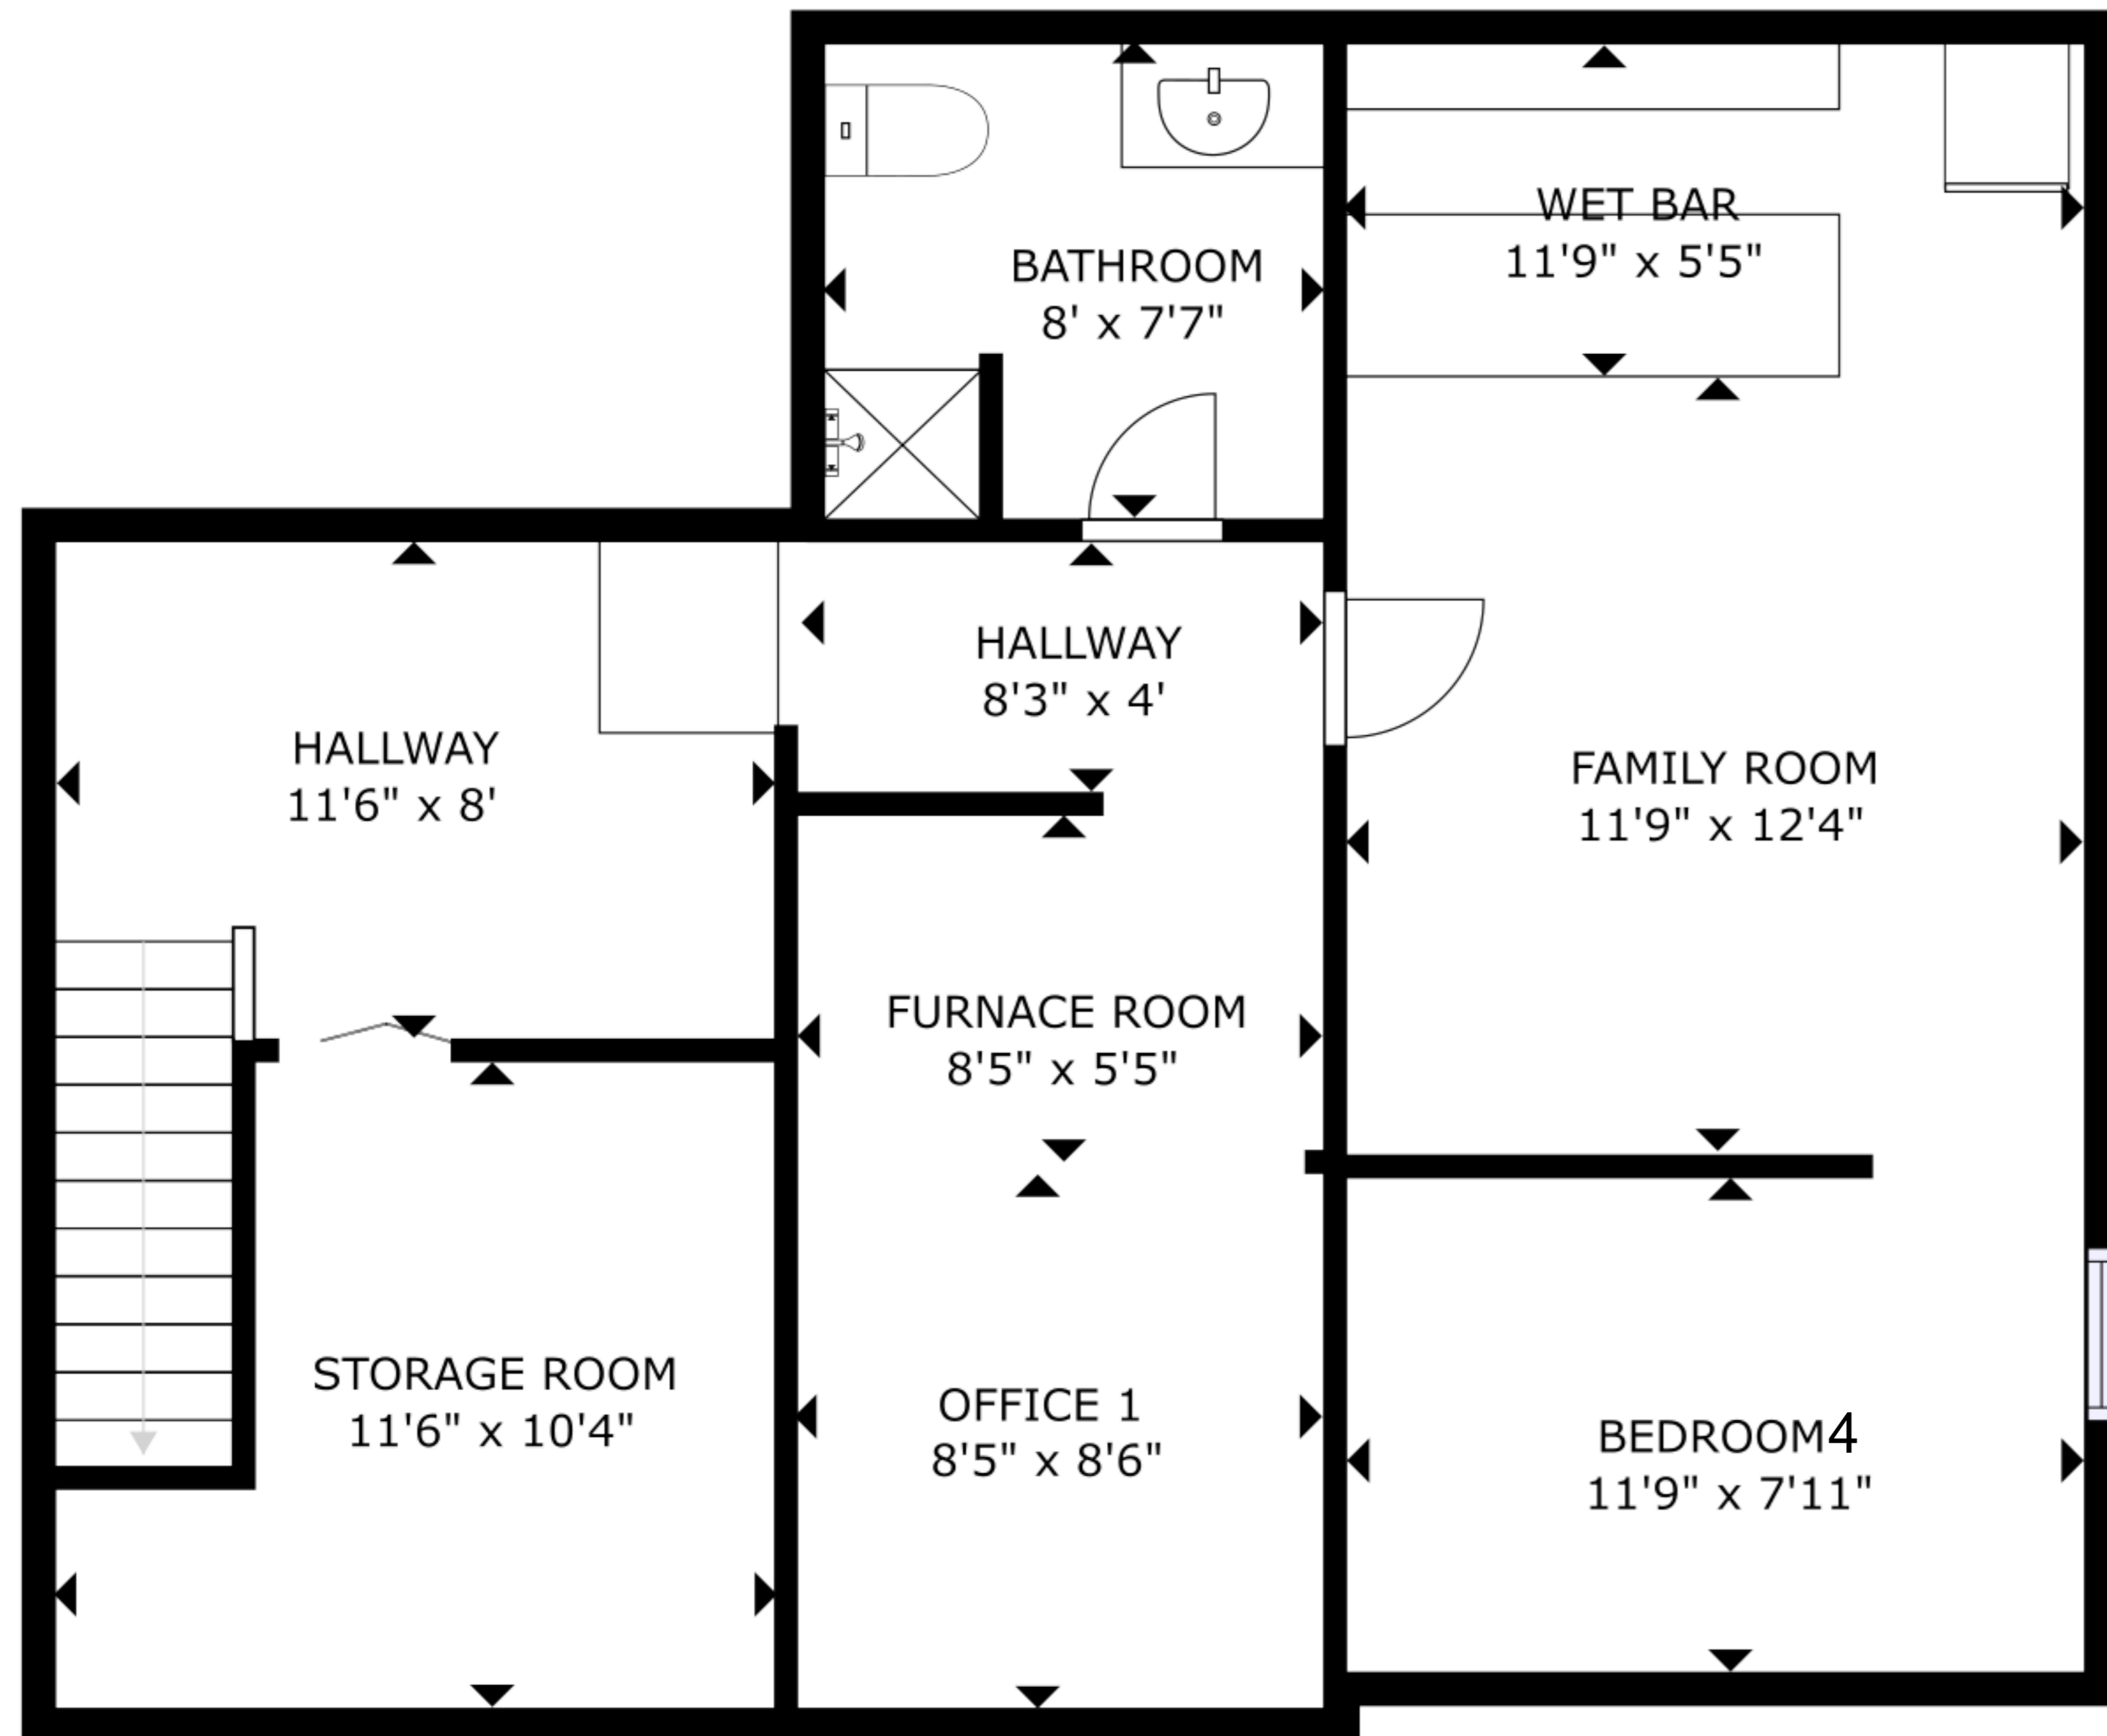 WET BAR
11'9" x 5'5"
BATHROOM
8' x 7'7"
HALLWAY
8'3" x 4'
HALLWAY
11'6" x 8'
FAMILY ROOM
11'9" x 12'4"
FURNACE ROOM
8'5" x 5'5"
STORAGE ROOM
11'6" x 10'4"
OFFICE 1
8'5" x 8'6"
BEDROOM4
11'9" x 7'11"